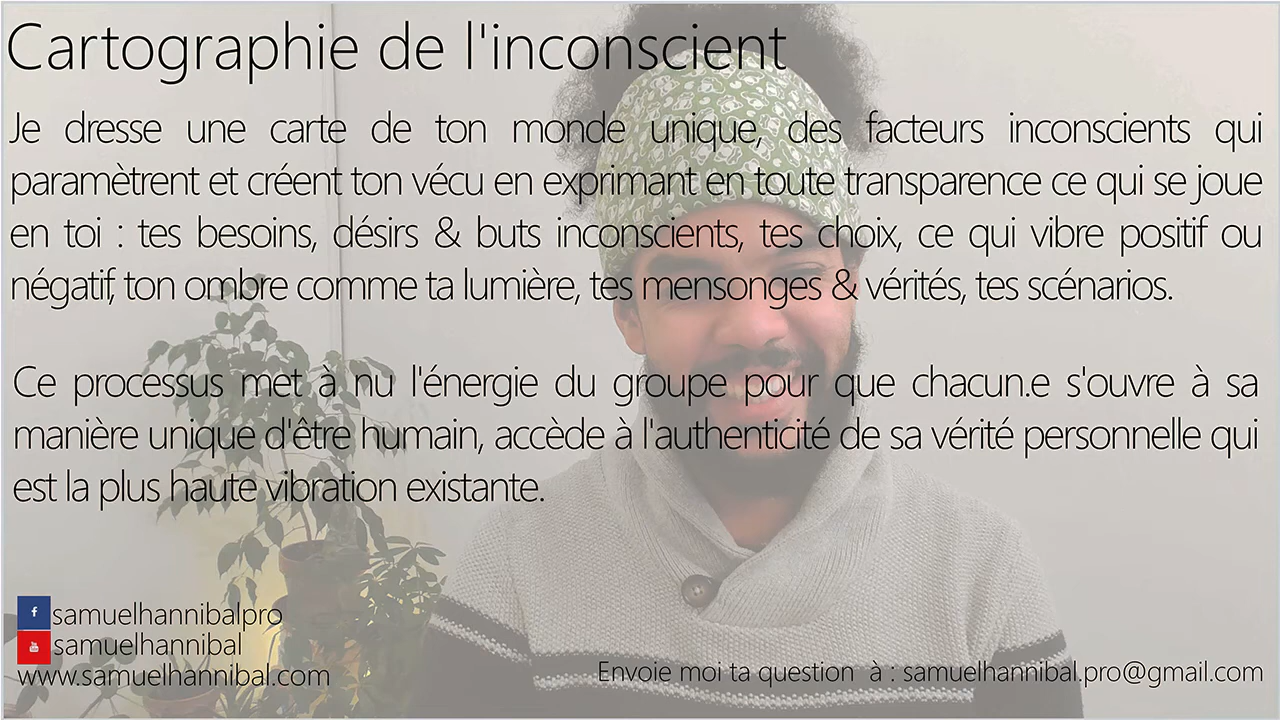 Cartographie de l'inconscient
Je dresse une carte de ton monde unique, des facteurs inconscients qui
paramètrent et créent ton vécu en exprimant en toute transparence ce qui se joue
en toi : tes besoins, désirs & buts inconscients, tes choix, ce qui vibre positif ou
négatif, ton ombre comme ta lumière, tes mensonges & vérités, tes scénarios.
Ce processus met à nu l'énergie du groupe pour que chacun.e s'ouvre à sa
manière unique d'être humain, accède à l'authenticité de sa vérité personnelle qui
est la plus haute vibration existante.
samuelhannibalpro
samuelhannibal
www.samuelhannibal.com
Envoie moi ta question à : samuelhannibal.pro@gmail.com